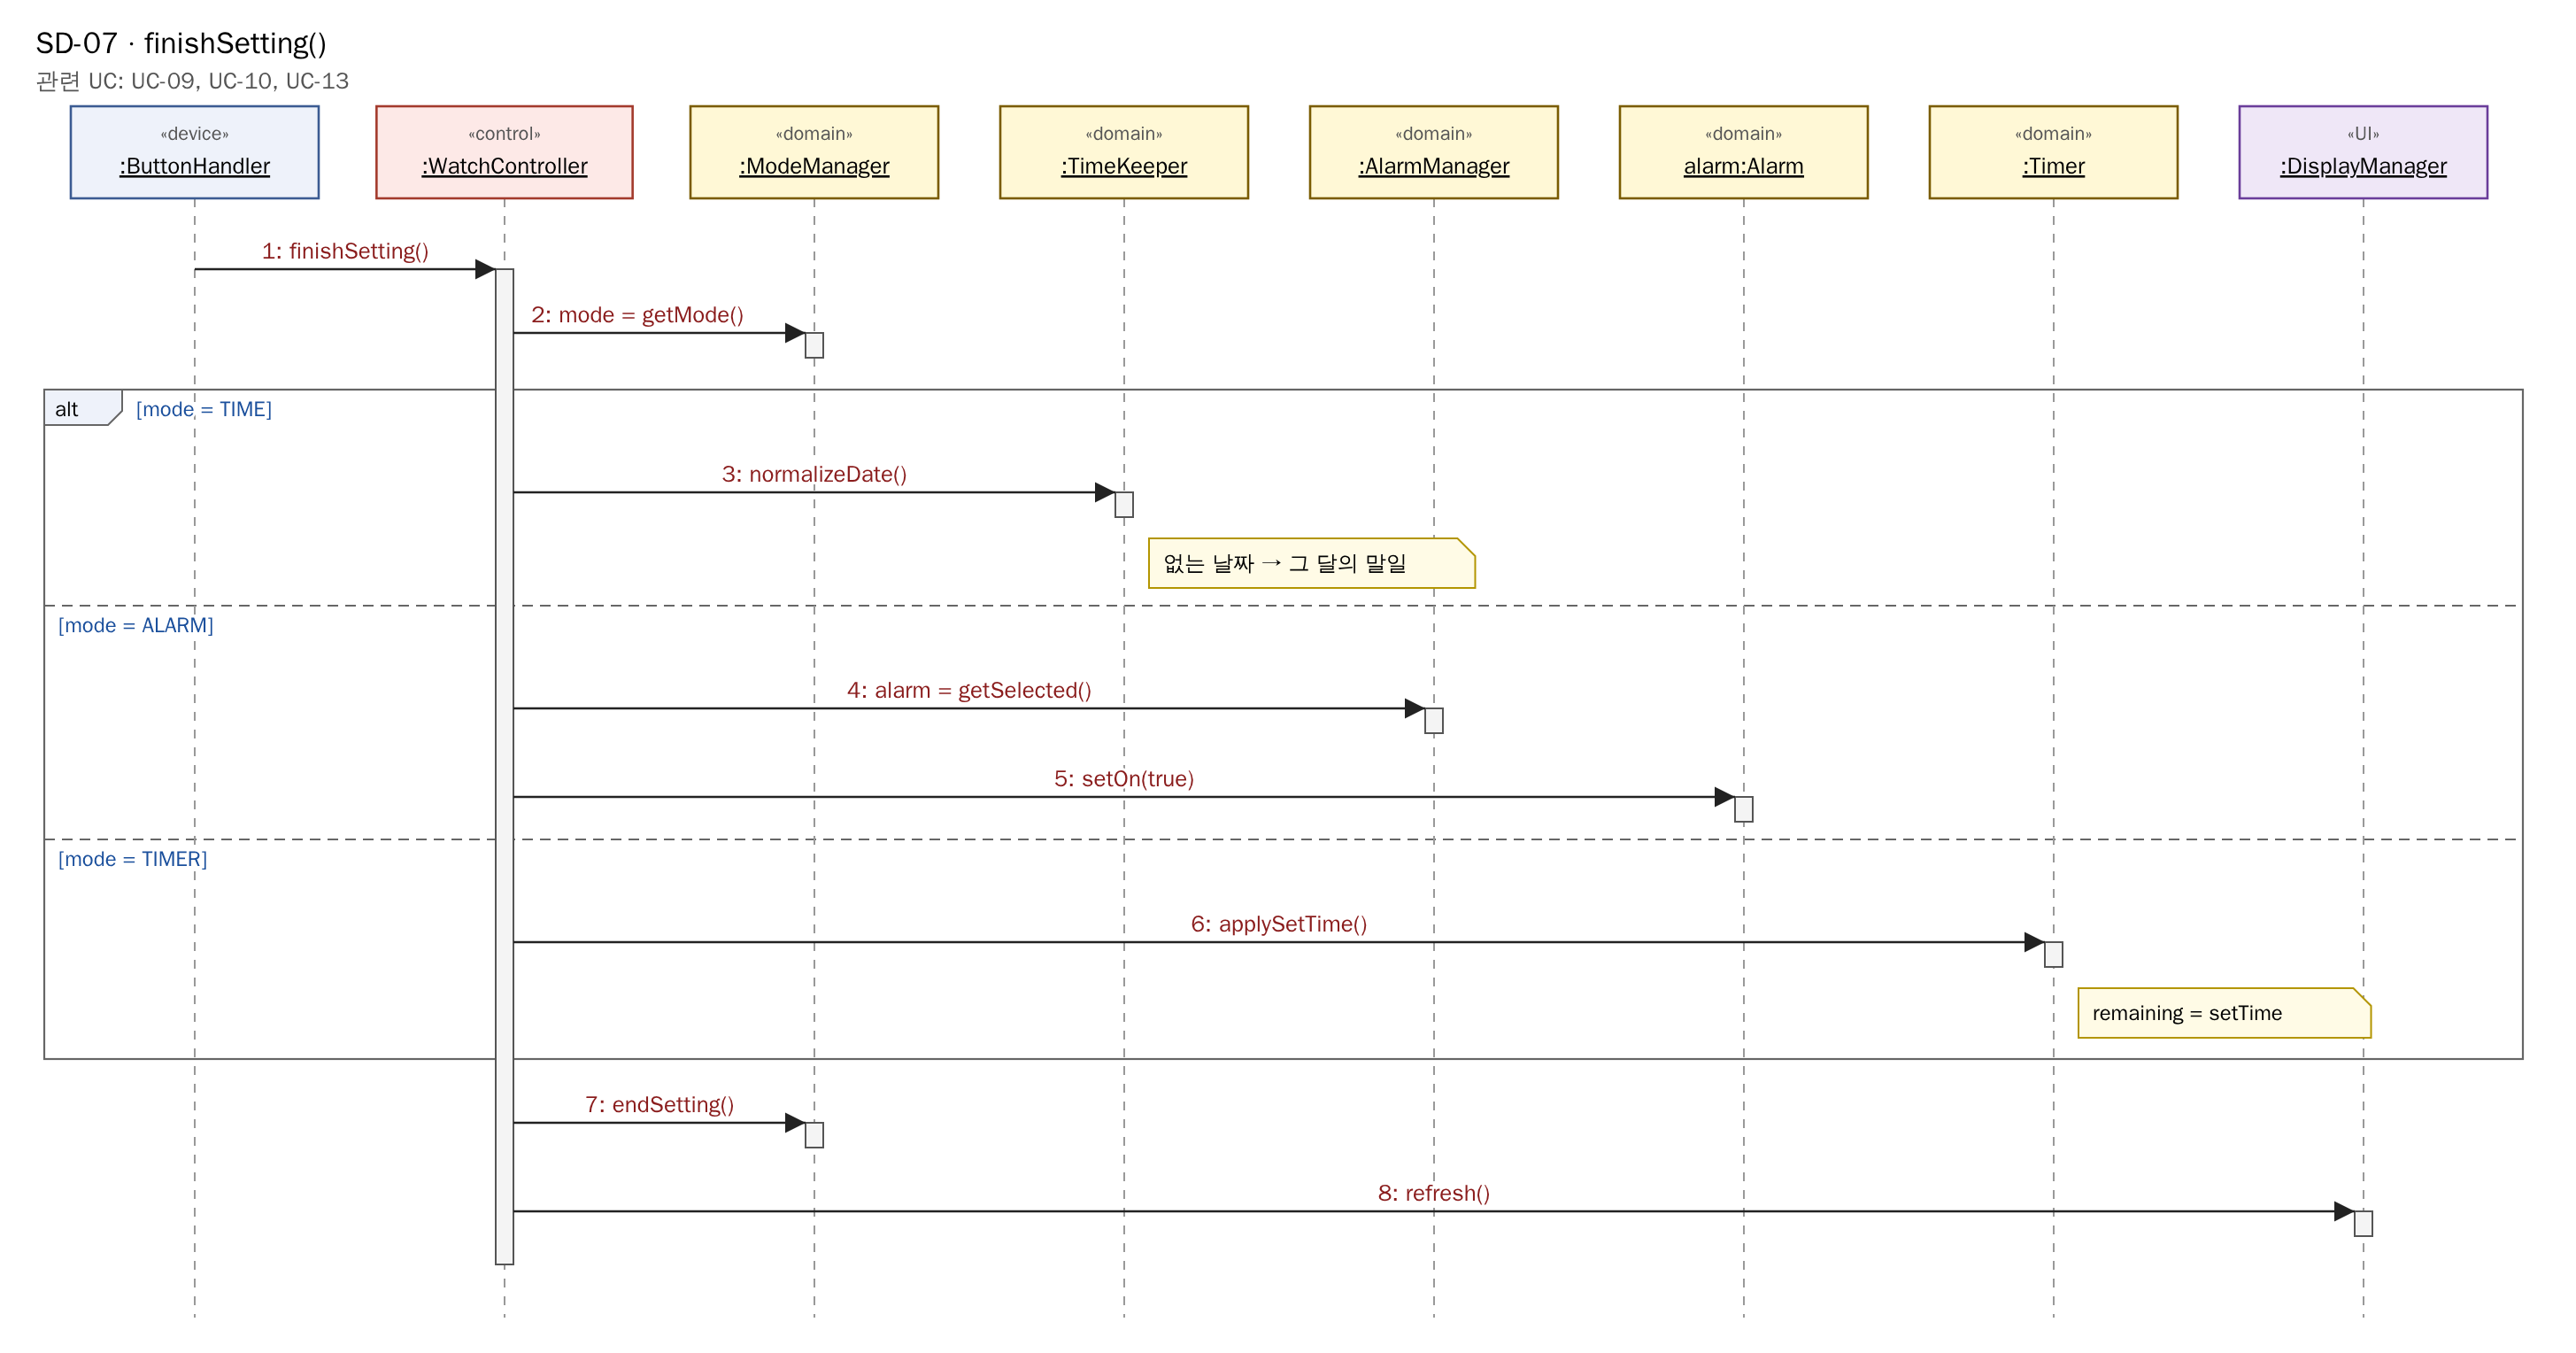 SD-07 · finishSetting()
관련 UC: UC-09, UC-10, UC-13
«device»
:ButtonHandler
«control»
:WatchController
«domain»
:ModeManager
«domain»
:TimeKeeper
«domain»
:AlarmManager
«domain»
alarm:Alarm
«domain»
:Timer
«UI»
:DisplayManager
1: finishSetting()
2: mode = getMode()
alt
[mode = TIME]
3: normalizeDate()
없는 날짜 → 그 달의 말일
[mode = ALARM]
4: alarm = getSelected()
5: setOn(true)
[mode = TIMER]
6: applySetTime()
remaining = setTime
7: endSetting()
8: refresh()